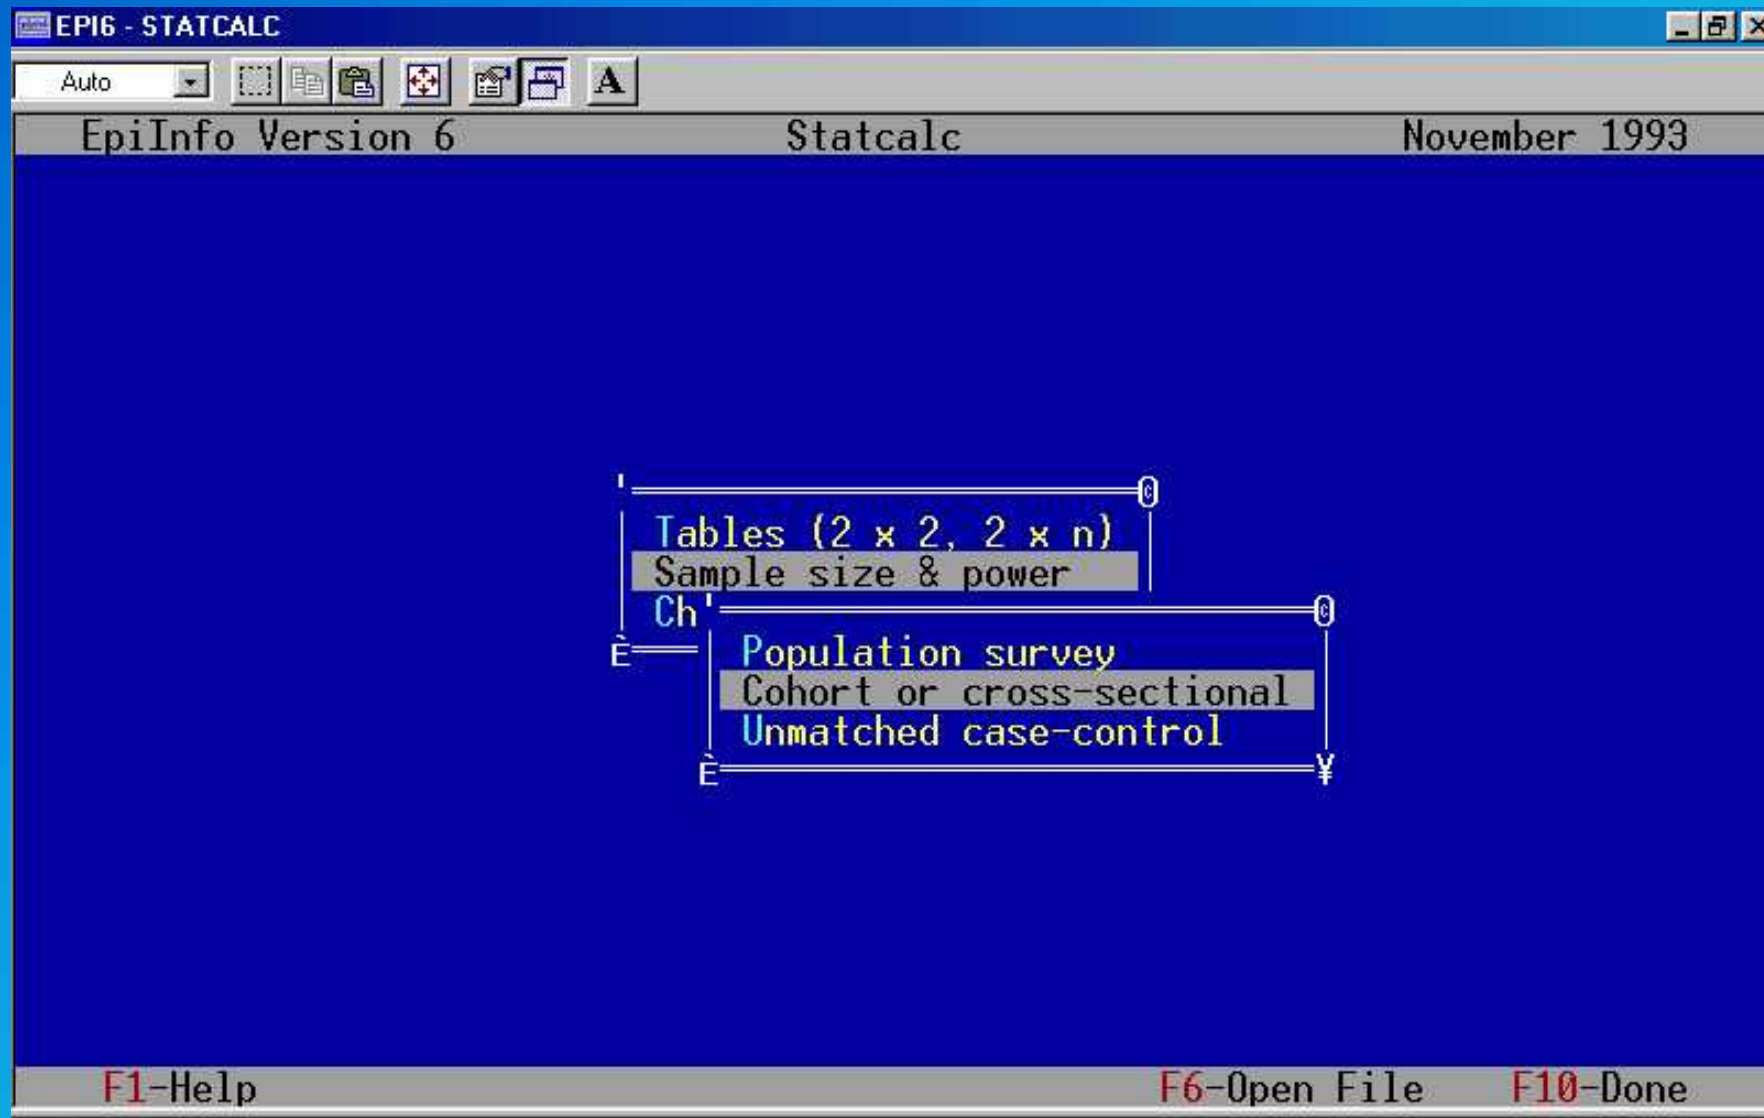 EPI6 - STATCALC
Auto
A
EpiInfo Version 6 Statcalc November 1993
Tables (2 x 2, 2 x n)
Sample size & power
Ch
Population survey
Cohort or cross-sectional
Unmatched case-control
F1-Help F6-Open File F10-Done